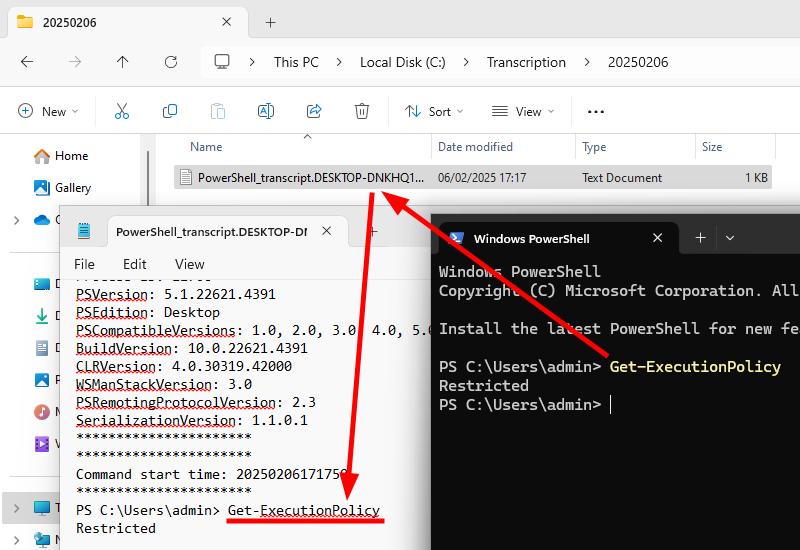 20250206
This PC > Local Disk (C:) > Transcription > 20250206
New
Sort
View
Name
Date modified
Type
Size
Home
Gallery
PowerShell_transcript.DESKTOP-DNKHQ1...
06/02/2025 17:17
Text Document
1 KB
PowerShell_transcript.DESKTOP-DN
File
Edit
View
PSVersion: 5.1.22621.4391
PSEdition: Desktop
PSCompatibleVersions: 1.0, 2.0, 3.0, 4.0, 5.0
BuildVersion: 10.0.22621.4391
CLRVersion: 4.0.30319.42000
WSManStackVersion: 3.0
PSRemotingProtocolVersion: 2.3
SerializationVersion: 1.1.0.1
**********************
**********************
Command start time: 20250206171759
**********************
PS C:\Users\admin> Get-ExecutionPolicy
Restricted
Windows PowerShell
Windows PowerShell
Copyright (C) Microsoft Corporation. All
Install the latest PowerShell for new fea
PS C:\Users\admin> Get-ExecutionPolicy
Restricted
PS C:\Users\admin>